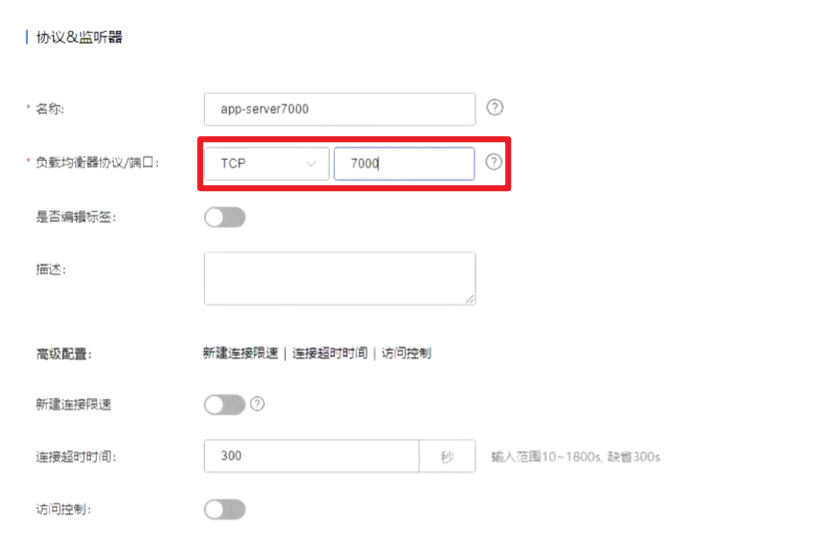 协议&监听器
* 名称: app-server7000 ?
* 负载均衡器协议/端口: TCP 7000 ?
是否编辑标签:
描述:
高级配置: 新建连接限速 | 连接超时时间 | 访问控制
新建连接限速 ?
连接超时时间: 300 秒 输入范围10~1800s, 缺省300s
访问控制: